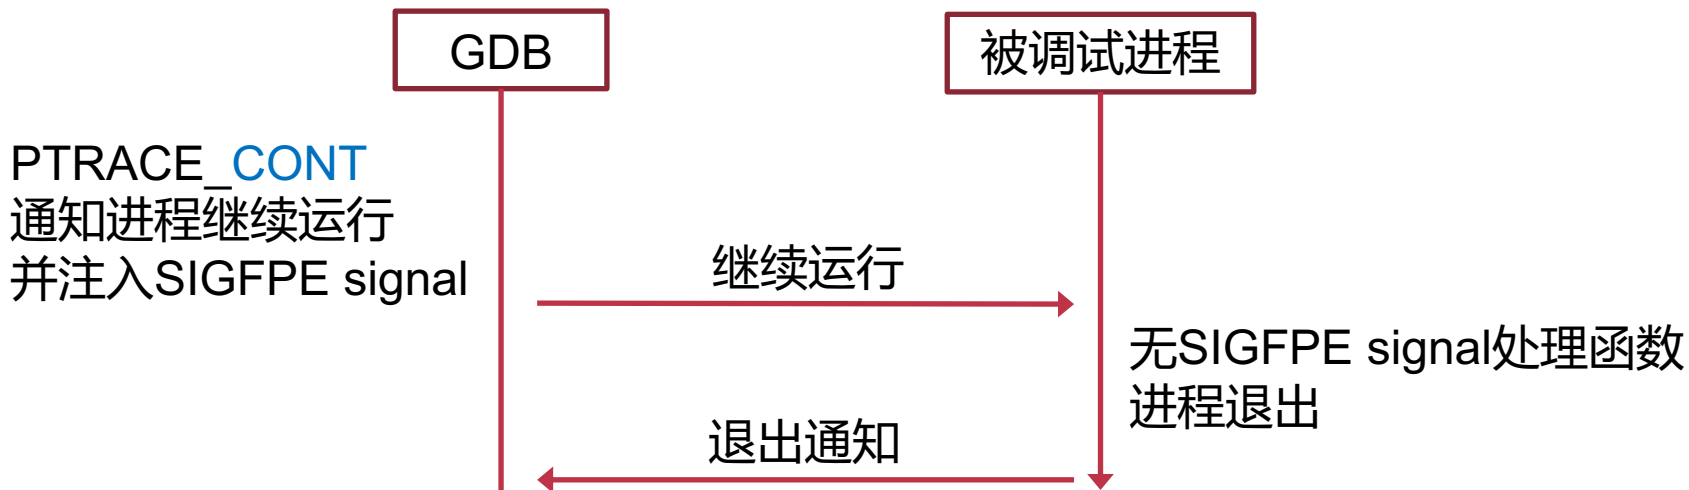 GDB
被调试进程
PTRACE_CONT
通知进程继续运行
并注入SIGFPE signal
继续运行
无SIGFPE signal处理函数
进程退出
退出通知